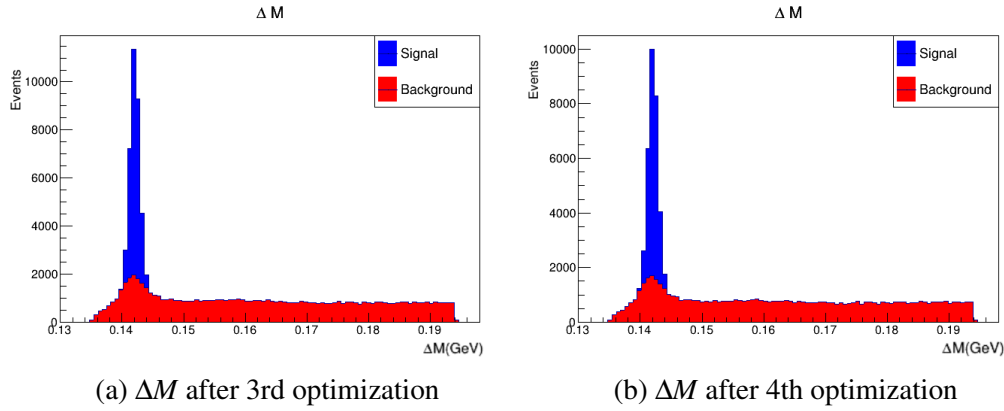 Δ M
Events
10000
8000
6000
4000
2000
0
0.13 0.14 0.15 0.16 0.17 0.18 0.19
ΔM(GeV)
Signal
Background
(a) ΔM after 3rd optimization
Δ M
Events
10000
8000
6000
4000
2000
0
0.13 0.14 0.15 0.16 0.17 0.18 0.19
ΔM(GeV)
Signal
Background
(b) ΔM after 4th optimization